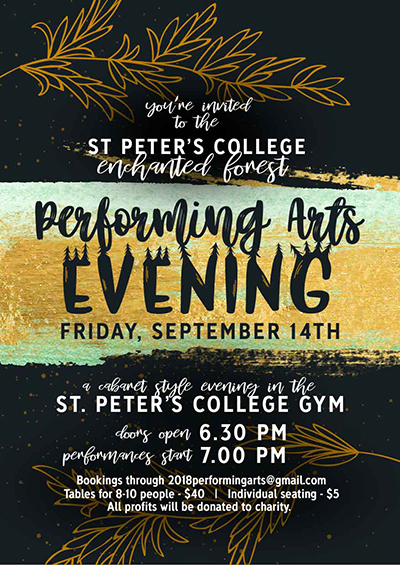 you're invited
to the
ST PETER'S COLLEGE
enchanted forest
Performing Arts
EVENING
FRIDAY, SEPTEMBER 14TH
a cabaret style evening in the
ST. PETER'S COLLEGE GYM
doors open 6.30 PM
performances start 7.00 PM
Bookings through 2018performingarts@gmail.com
Tables for 8-10 people - $40 | Individual seating - $5
All profits will be donated to charity.